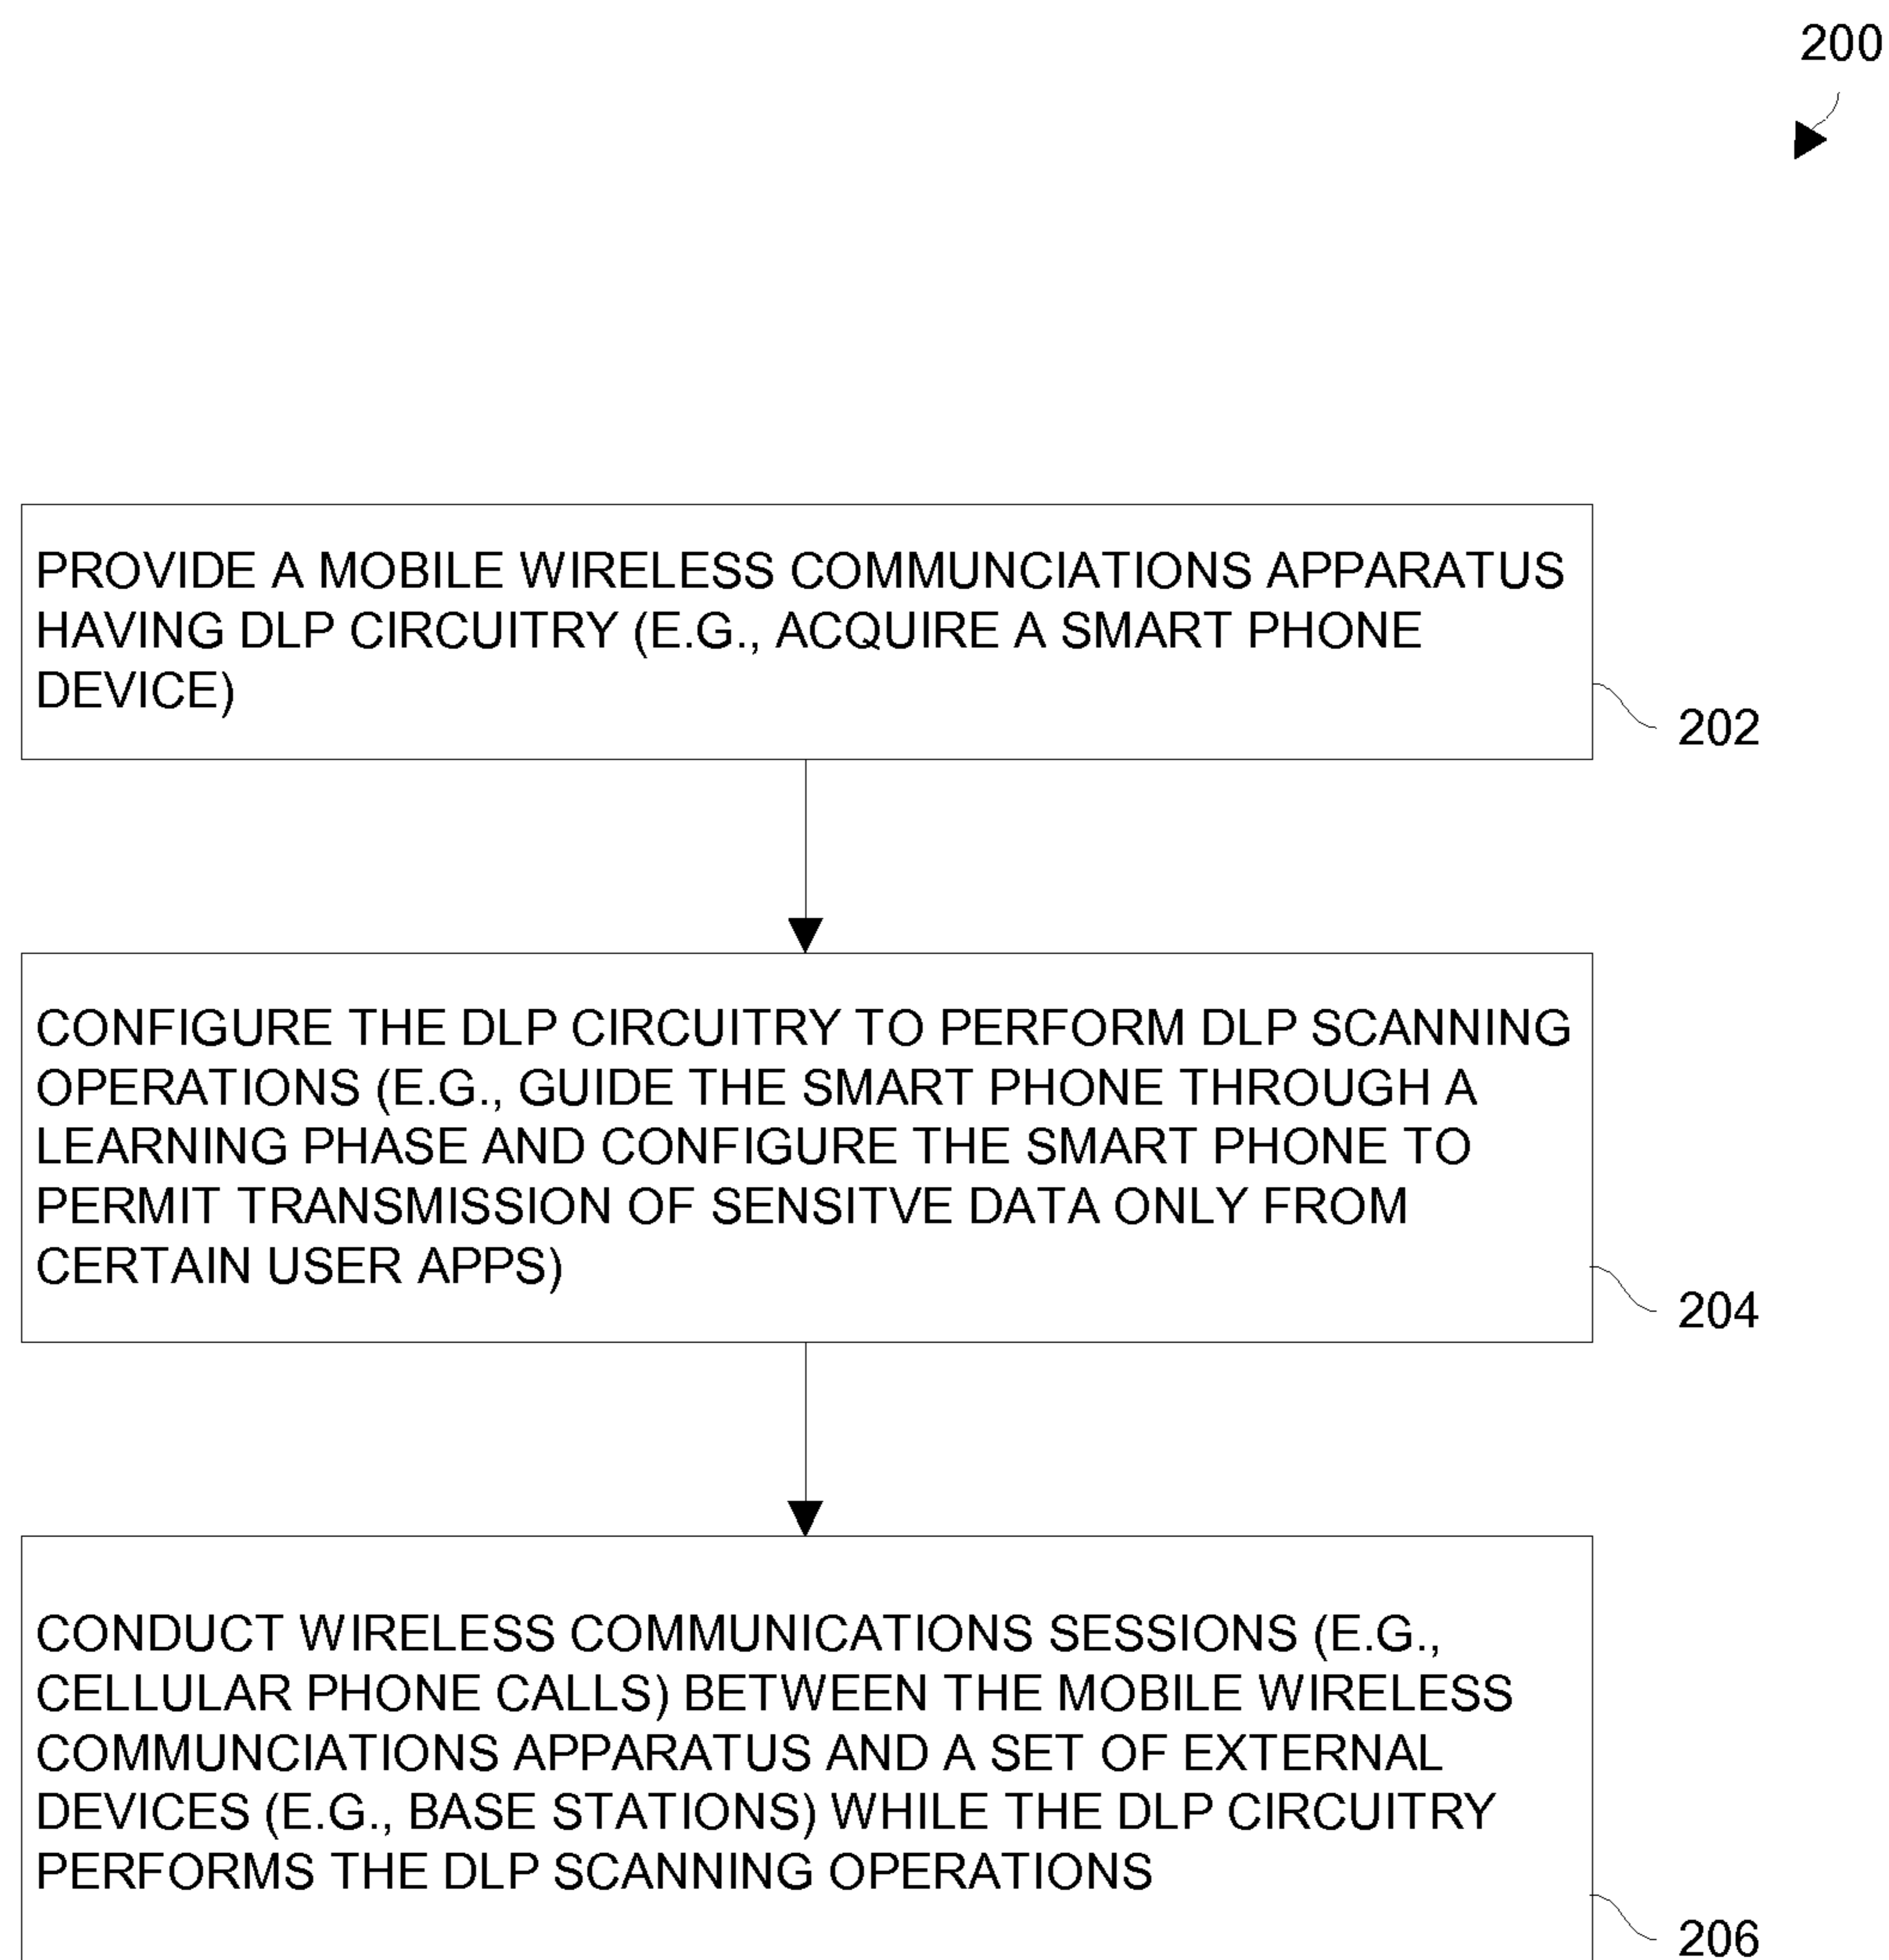 200
PROVIDE A MOBILE WIRELESS COMMUNCIATIONS APPARATUS
HAVING DLP CIRCUITRY (E.G., ACQUIRE A SMART PHONE
DEVICE)
202
CONFIGURE THE DLP CIRCUITRY TO PERFORM DLP SCANNING
OPERATIONS (E.G., GUIDE THE SMART PHONE THROUGH A
LEARNING PHASE AND CONFIGURE THE SMART PHONE TO
PERMIT TRANSMISSION OF SENSITVE DATA ONLY FROM
CERTAIN USER APPS)
204
CONDUCT WIRELESS COMMUNICATIONS SESSIONS (E.G.,
CELLULAR PHONE CALLS) BETWEEN THE MOBILE WIRELESS
COMMUNCIATIONS APPARATUS AND A SET OF EXTERNAL
DEVICES (E.G., BASE STATIONS) WHILE THE DLP CIRCUITRY
PERFORMS THE DLP SCANNING OPERATIONS
206